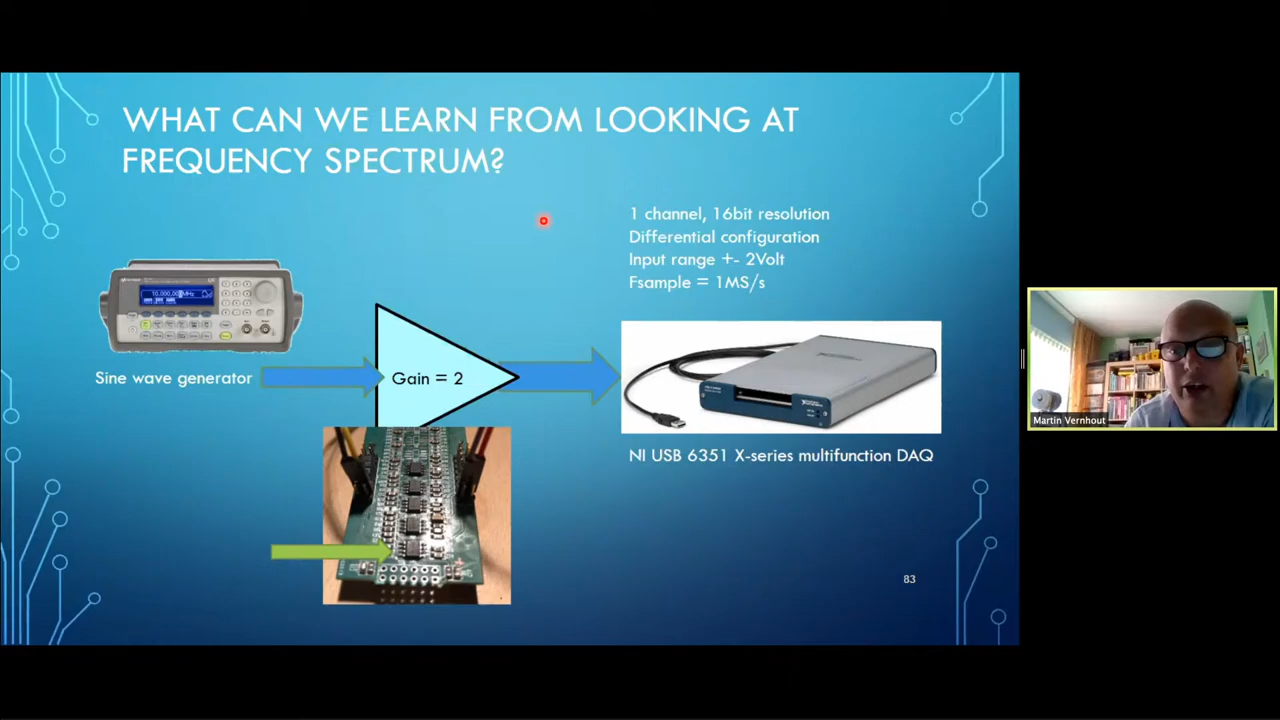 WHAT CAN WE LEARN FROM LOOKING AT
FREQUENCY SPECTRUM?
1 channel, 16bit resolution
Differential configuration
Input range +- 2Volt
Fsample = 1MS/s
Sine wave generator
Gain = 2
NI USB 6351 X-series multifunction DAQ
83
Martin Vernhout